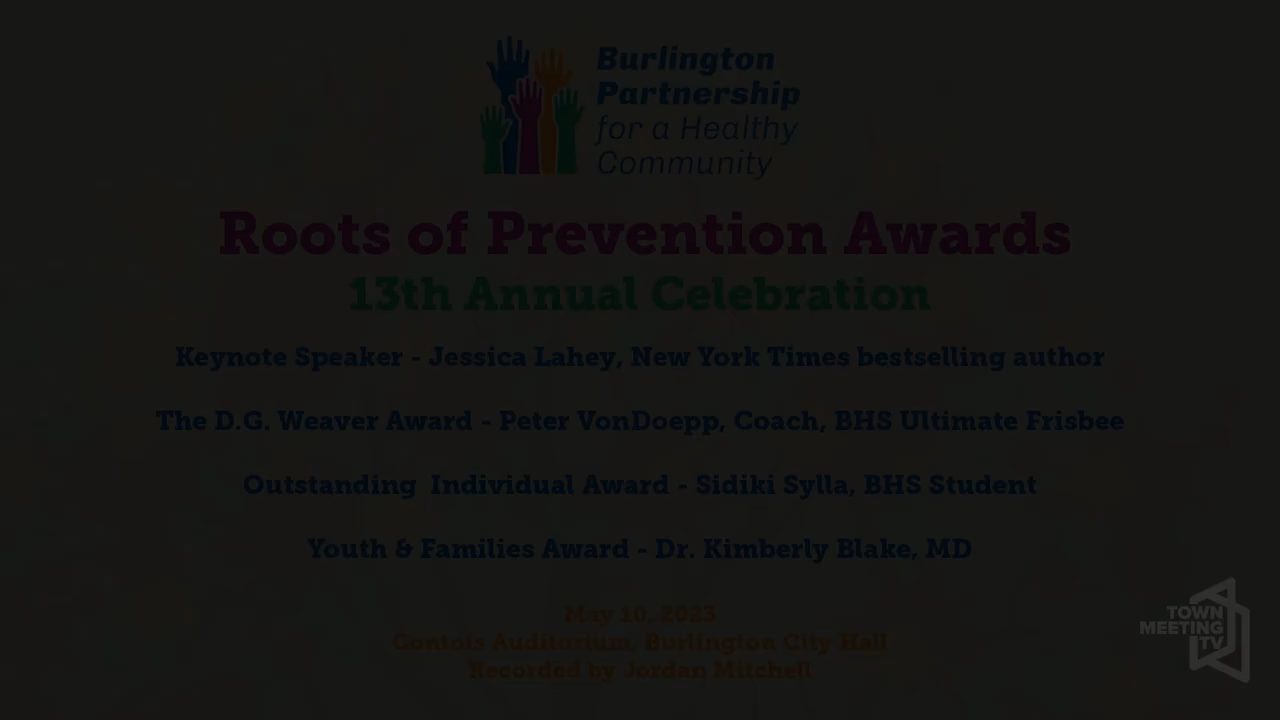 Burlington
Partnership
for a Healthy
Community
Roots of Prevention Awards
13th Annual Celebration
Keynote Speaker - Jessica Lahey, New York Times bestselling author
The D.G. Weaver Award - Peter VonDoepp, Coach, BHS Ultimate Frisbee
Outstanding  Individual Award - Sidiki Sylla, BHS Student
Youth & Families Award - Dr. Kimberly Blake, MD
May 10, 2023
Contois Auditorium, Burlington City Hall
Recorded by Jordan Mitchell
TOWN
MEETING
TV